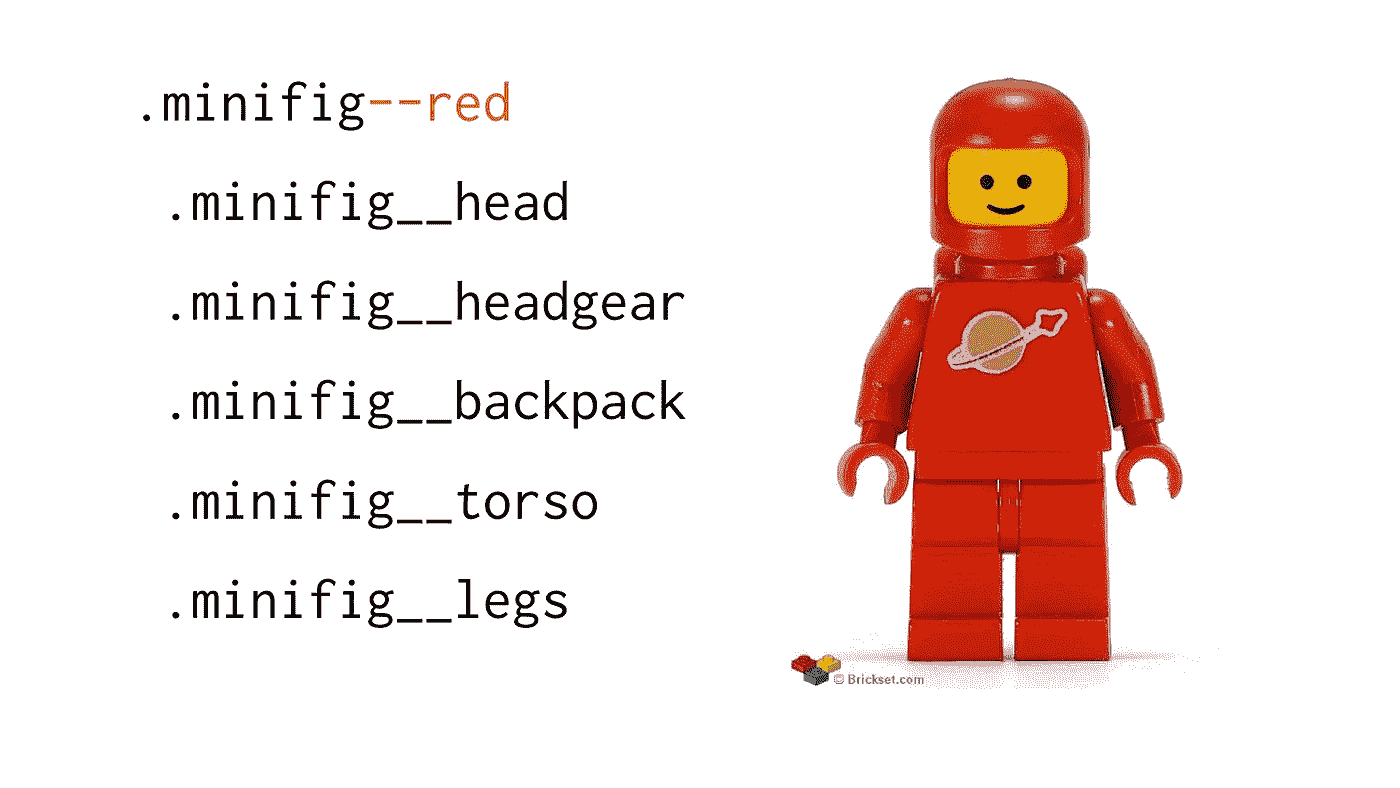 .minifig--red
.minifig__head
.minifig__headgear
.minifig__backpack
.minifig__torso
.minifig__legs
© Brickset.com